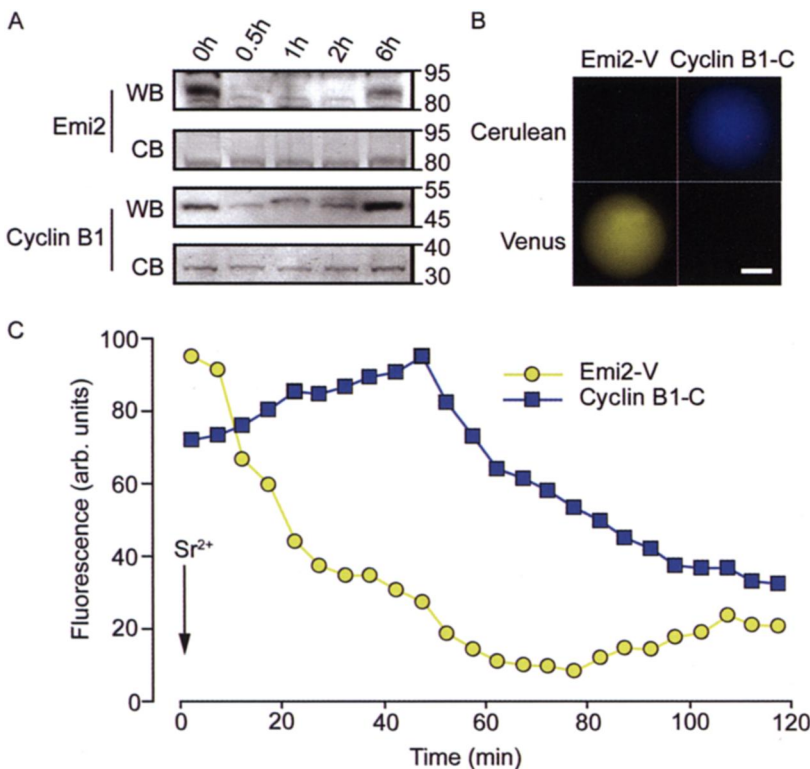 A
0h 0.5h 1h 2h 6h
Emi2
WB
95
80
CB
95
80
Cyclin B1
WB
55
45
CB
40
30
B
Emi2-V Cyclin B1-C
Cerulean
Venus
C
100
80
60
40
20
0
Fluorescence (arb. units)
Sr²⁺
Emi2-V
Cyclin B1-C
0 20 40 60 80 100 120
Time (min)